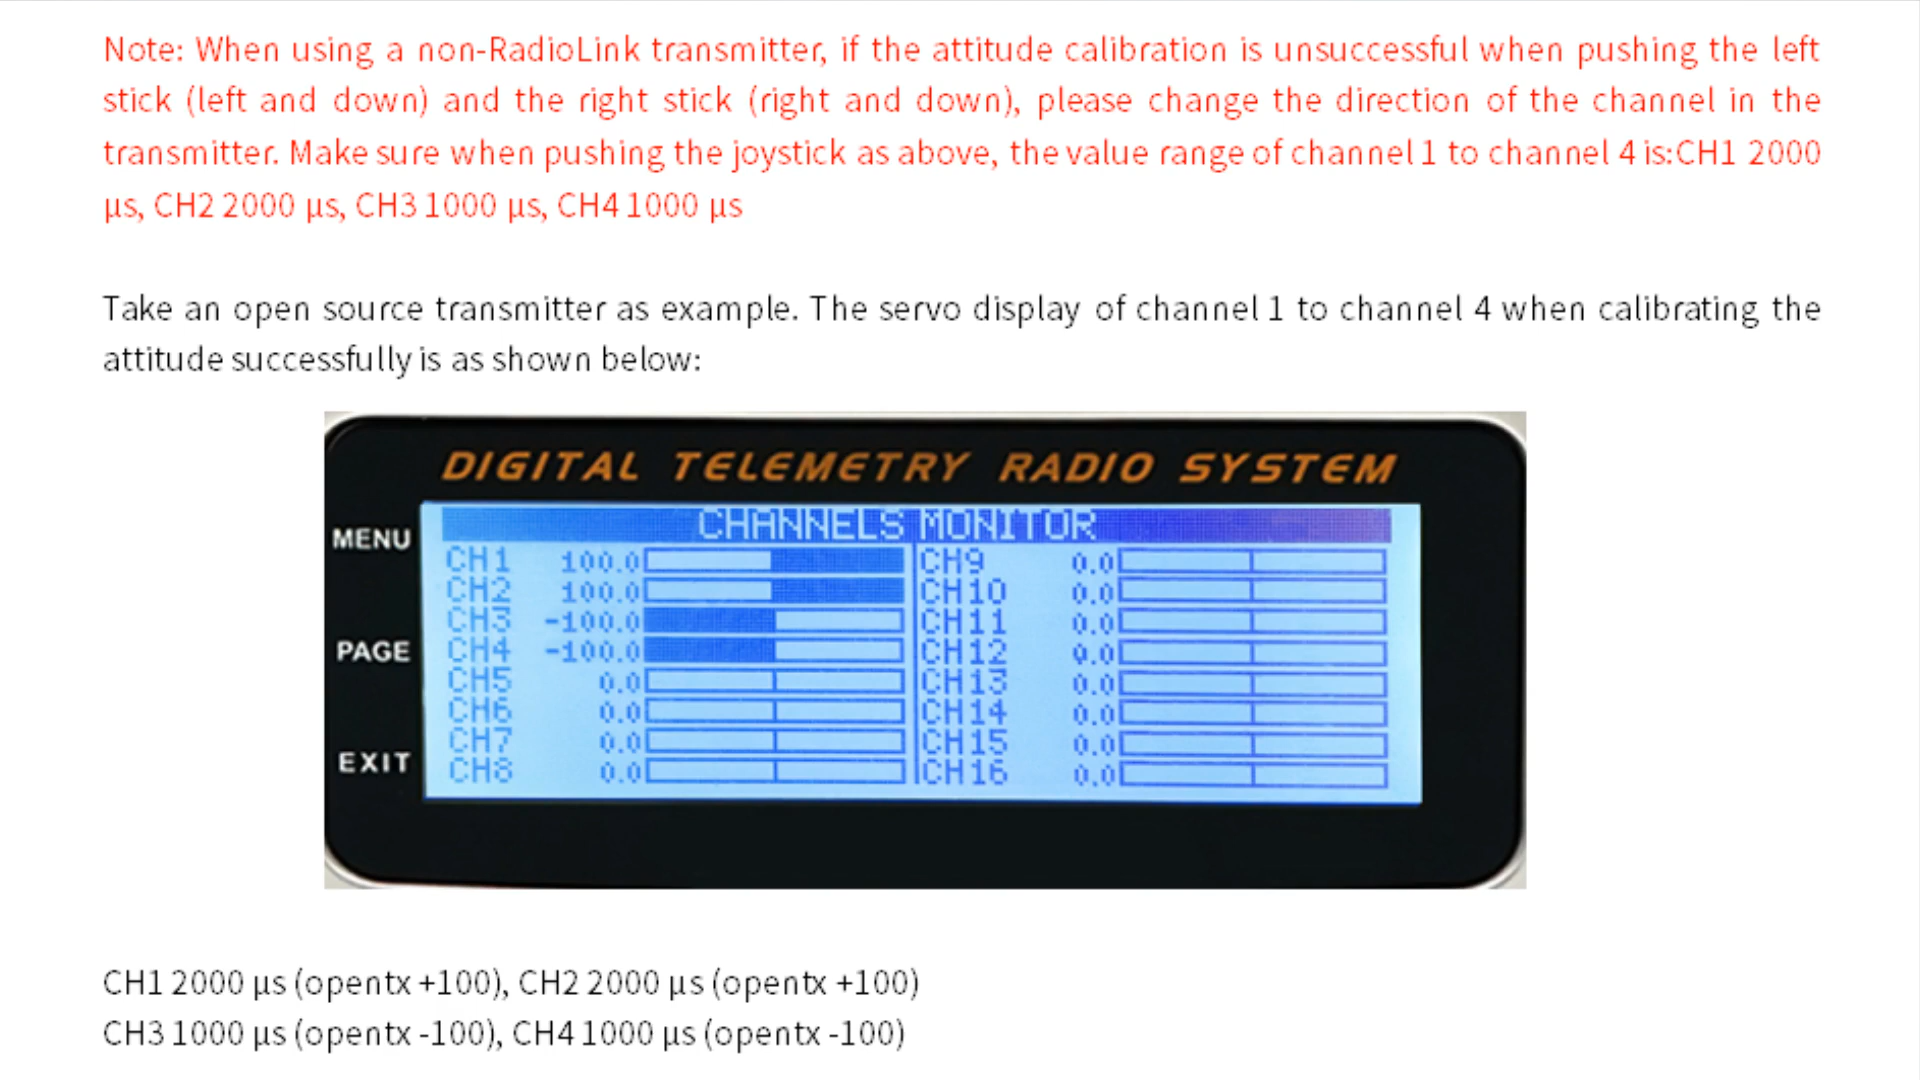 Note: When using a non-RadioLink transmitter, if the attitude calibration is unsuccessful when pushing the left
stick (left and down) and the right stick (right and down), please change the direction of the channel in the
transmitter. Make sure when pushing the joystick as above, the value range of channel 1 to channel 4 is:CH1 2000
µs, CH2 2000 µs, CH3 1000 µs, CH4 1000 µs
Take an open source transmitter as example. The servo display of channel 1 to channel 4 when calibrating the
attitude successfully is as shown below:
DIGITAL TELEMETRY RADIO SYSTEM
MENU
PAGE
EXIT
CHANNELS MONITOR
CH1 100.0
CH2 100.0
CH3 -100.0
CH4 -100.0
CH5 0.0
CH6 0.0
CH7 0.0
CH8 0.0
CH9 0.0
CH10 0.0
CH11 0.0
CH12 0.0
CH13 0.0
CH14 0.0
CH15 0.0
CH16 0.0
CH1 2000 µs (opentx +100), CH2 2000 µs (opentx +100)
CH3 1000 µs (opentx -100), CH4 1000 µs (opentx -100)